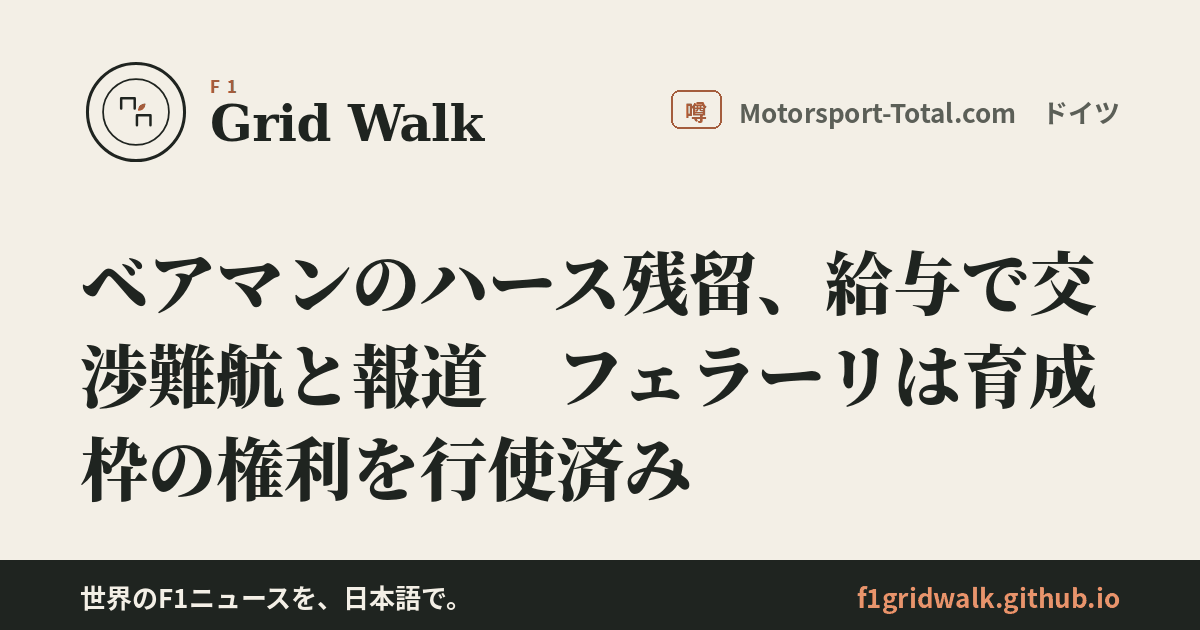 F1
Grid Walk
噂 Motorsport-Total.com ドイツ
ベアマンのハース残留、給与で交
渉難航と報道　フェラーリは育成
枠の権利を行使済み
世界のF1ニュースを、日本語で。
f1gridwalk.github.io